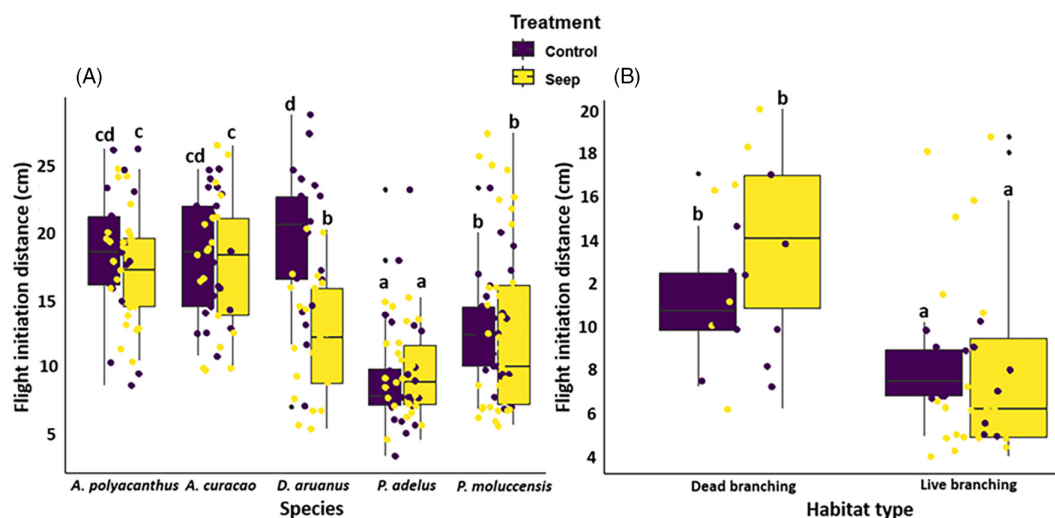 Treatment
Control
Seep
(A)
Flight initiation distance (cm)
25
20
15
10
5
cd
c
cd
c
d
b
a
a
b
b
A. polyacanthus
A. curacao
D. aruanus
P. adelus
P. moluccensis
Species
(B)
Flight initiation distance (cm)
20
18
16
14
2
10
8
6
4
b
b
a
a
Dead branching
Live branching
Habitat type